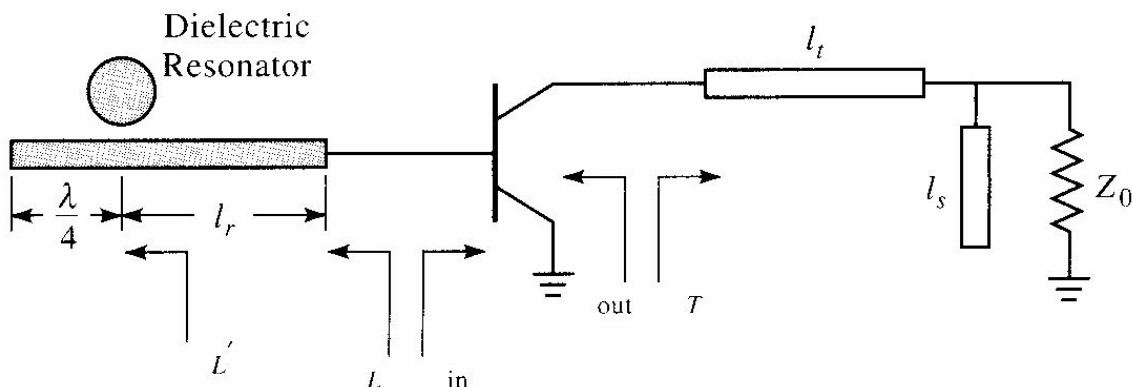 Dielectric
Resonator
l_t
l_s
Z_0
λ/4
l_r
out
T
L'
L
in